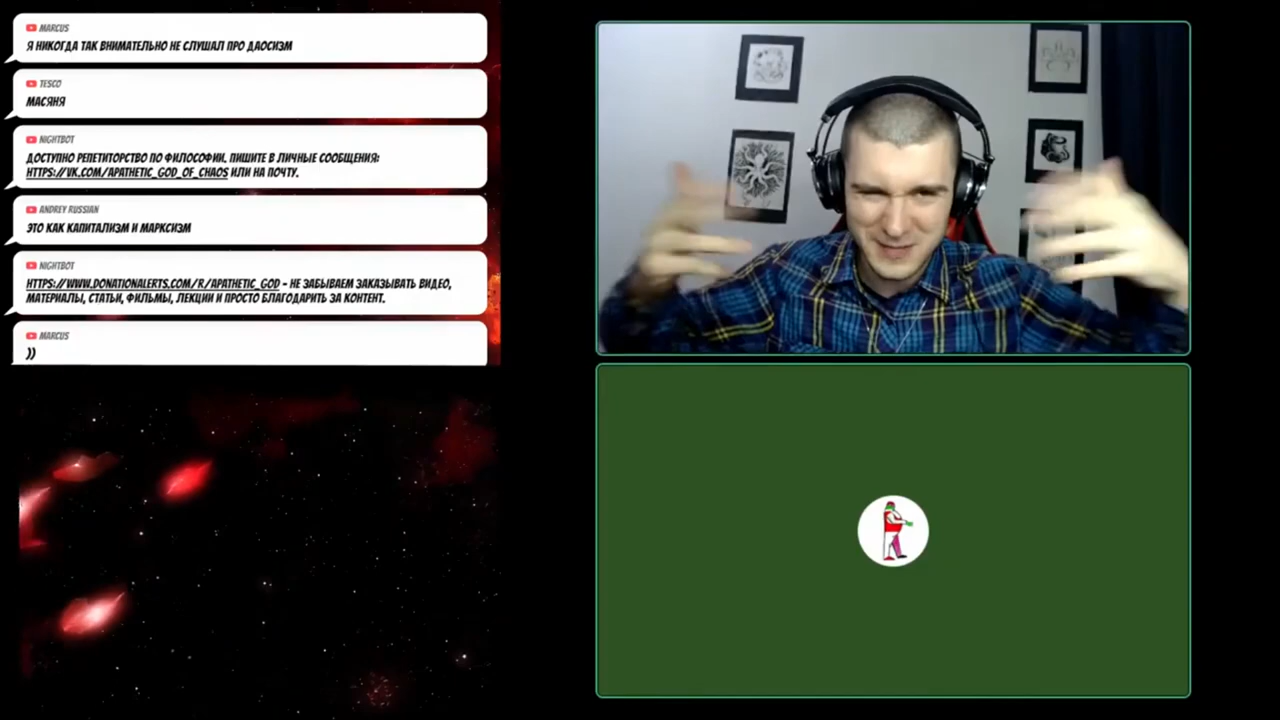 MARCUS
Я НИКОГДА ТАК ВНИМАТЕЛЬНО НЕ СЛУШАЛ ПРО ДАОСИЗМ
TESCO
МАСЯНЯ
NIGHTBOT
ДОСТУПНО РЕПЕТИТОРСТВО ПО ФИЛОСОФИИ. ПИШИТЕ В ЛИЧНЫЕ СООБЩЕНИЯ:
HTTPS://VK.COM/APATHETIC_GOD_OF_CHAOS ИЛИ НА ПОЧТУ.
ANDREY RUSSIAN
ЭТО КАК КАПИТАЛИЗМ И МАРКСИЗМ
NIGHTBOT
HTTPS://WWW.DONATIONALERTS.COM/R/APATHETIC_GOD - НЕ ЗАБЫВАЕМ ЗАКАЗЫВАТЬ ВИДЕО,
МАТЕРИАЛЫ, СТАТЬИ, ФИЛЬМЫ, ЛЕКЦИИ И ПРОСТО БЛАГОДАРИТЬ ЗА КОНТЕНТ.
MARCUS
))